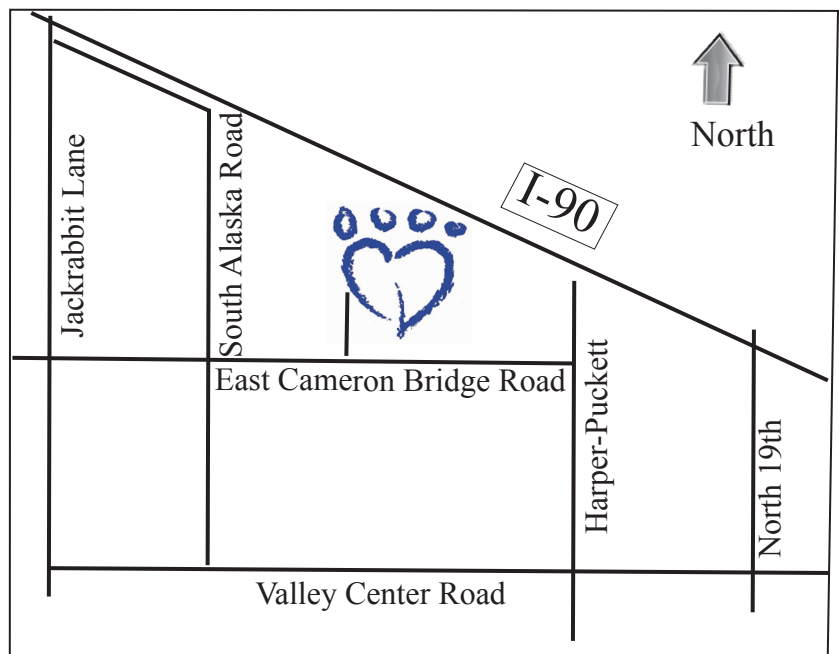 North
I-90
Jackrabbit Lane
South Alaska Road
East Cameron Bridge Road
Harper-Puckett
North 19th
Valley Center Road